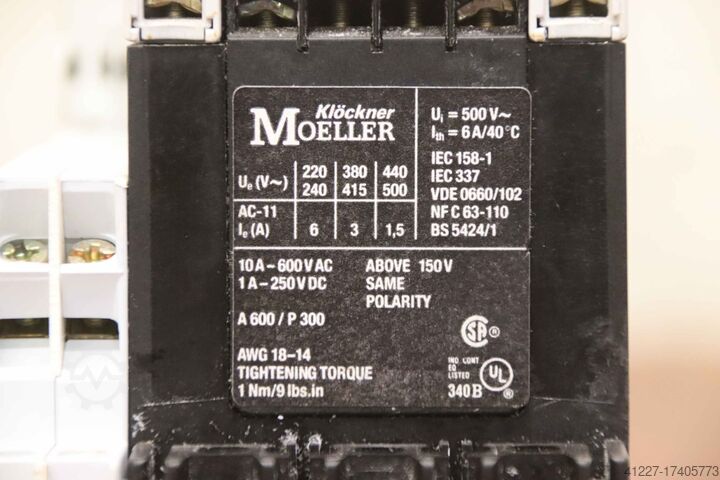 Klöckner
MOELLER
Ui = 500 V~
Ith = 6 A/40 °C
IEC 158-1
IEC 337
VDE 0660/102
NF C 63-110
BS 5424/1
Ue (V~) 220 380 440
240 415 500
AC-11
Ie (A) 6 3 1,5
10 A - 600 V AC ABOVE 150 V
1 A - 250 V DC SAME
POLARITY
A 600 / P 300
AWG 18-14
TIGHTENING TORQUE
1 Nm/9 lbs.in
SA ®
IND CONT
EQ
LISTED
UL ®
340 B
41227-17405773